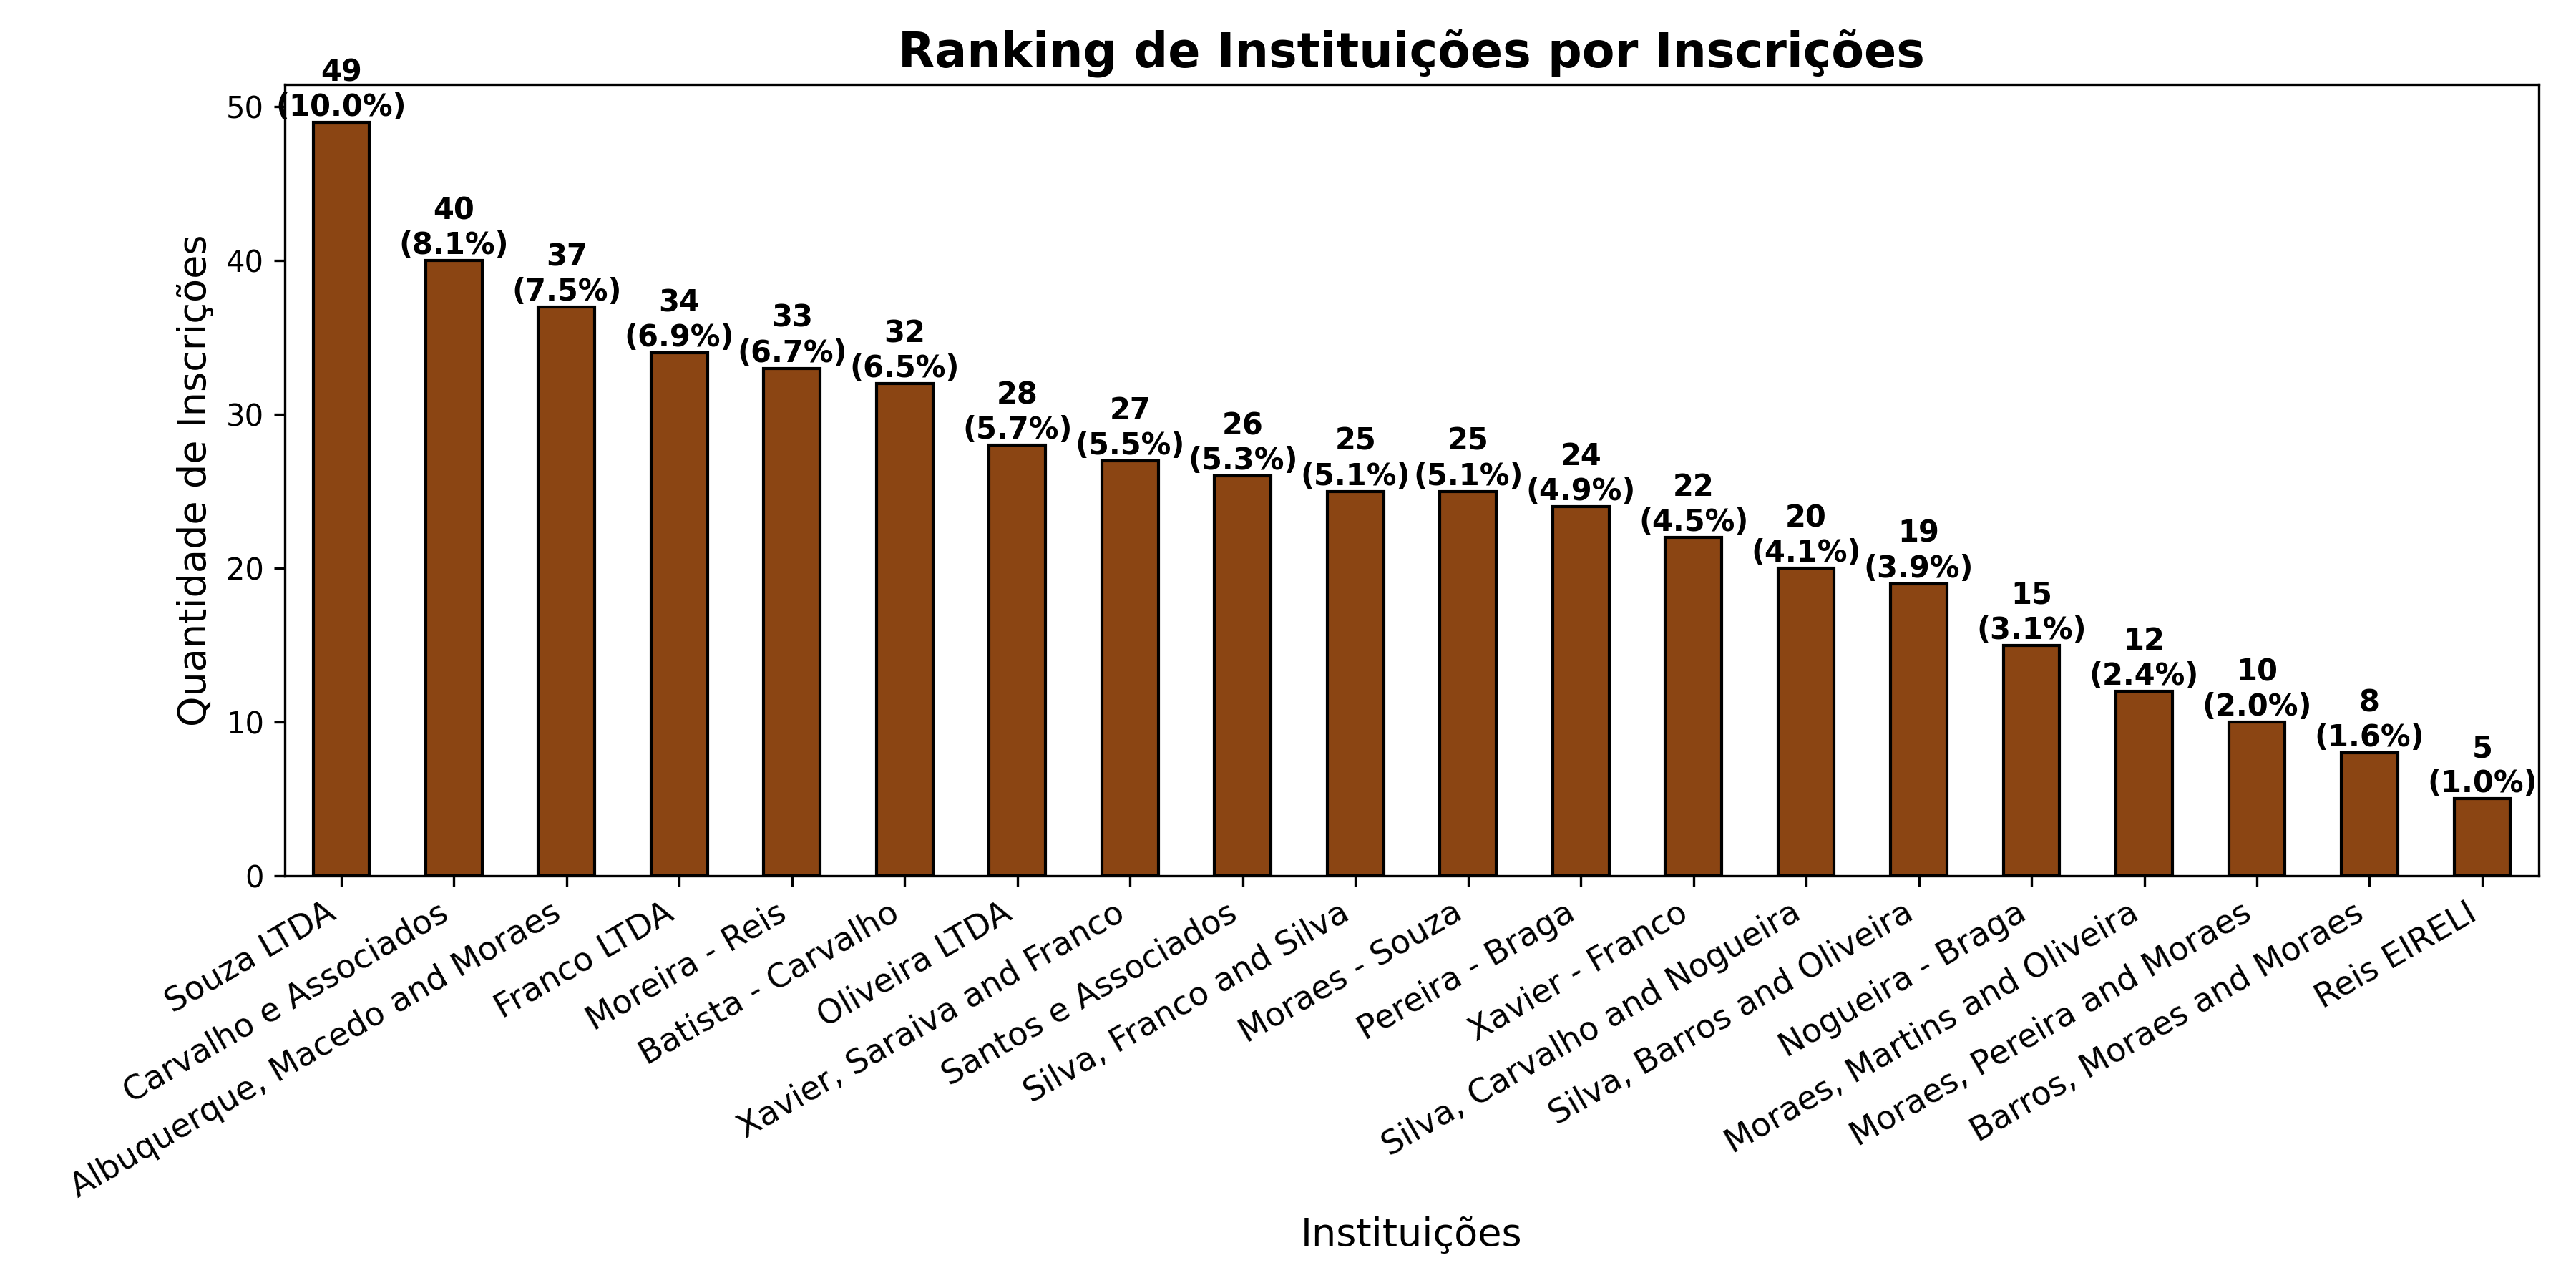 Ranking de Instituições por Inscrições
Quantidade de Inscrições
50
40
30
20
10
0
49
(10.0%)
40
(8.1%)
37
(7.5%)
34
(6.9%)
33
(6.7%)
32
(6.5%)
28
(5.7%)
27
(5.5%)
26
(5.3%)
25
(5.1%)
25
(5.1%)
24
(4.9%)
22
(4.5%)
20
(4.1%)
19
(3.9%)
15
(3.1%)
12
(2.4%)
10
(2.0%)
8
(1.6%)
5
(1.0%)
Souza LTDA
Carvalho e Associados
Albuquerque, Macedo and Moraes
Franco LTDA
Moreira - Reis
Batista - Carvalho
Oliveira LTDA
Xavier, Saraiva and Franco
Santos e Associados
Silva, Franco and Silva
Moraes - Souza
Pereira - Braga
Xavier - Franco
Silva, Carvalho and Nogueira
Silva, Barros and Oliveira
Nogueira - Braga
Moraes, Martins and Oliveira
Moraes, Pereira and Moraes
Barros, Moraes and Moraes
Reis EIRELI
Instituições